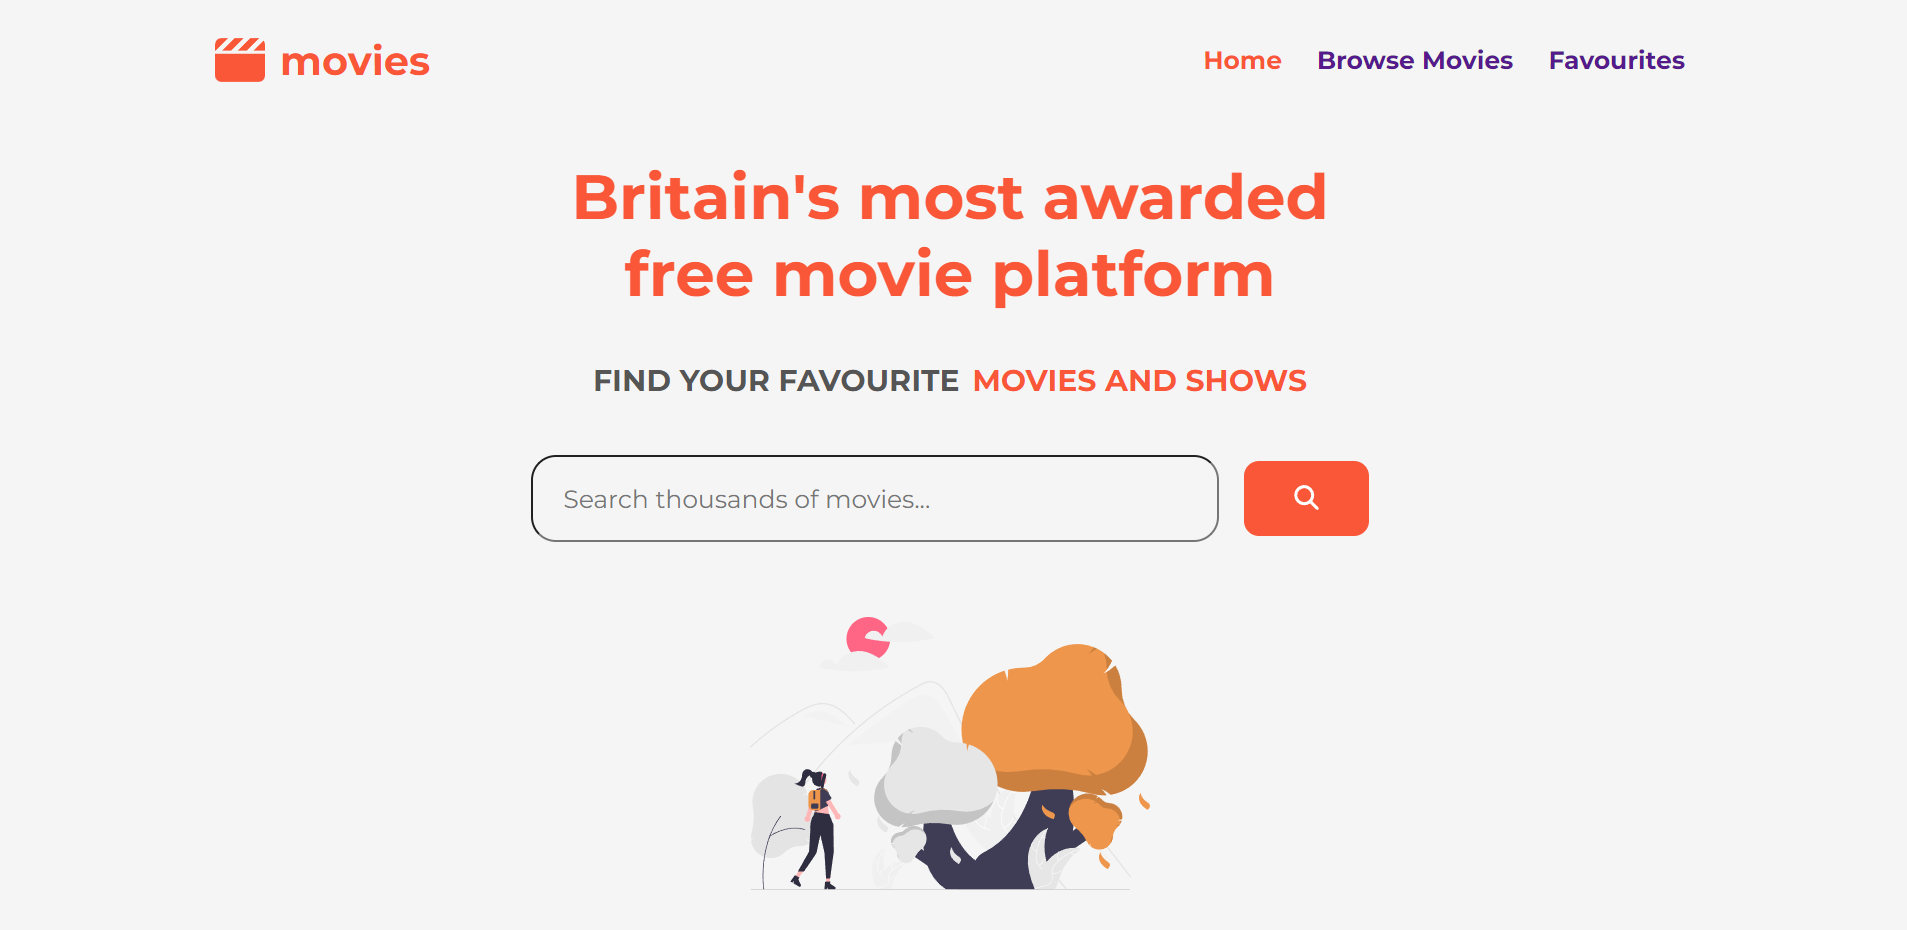 movies
Home Browse Movies Favourites
Britain's most awarded
free movie platform
FIND YOUR FAVOURITE MOVIES AND SHOWS
Search thousands of movies...